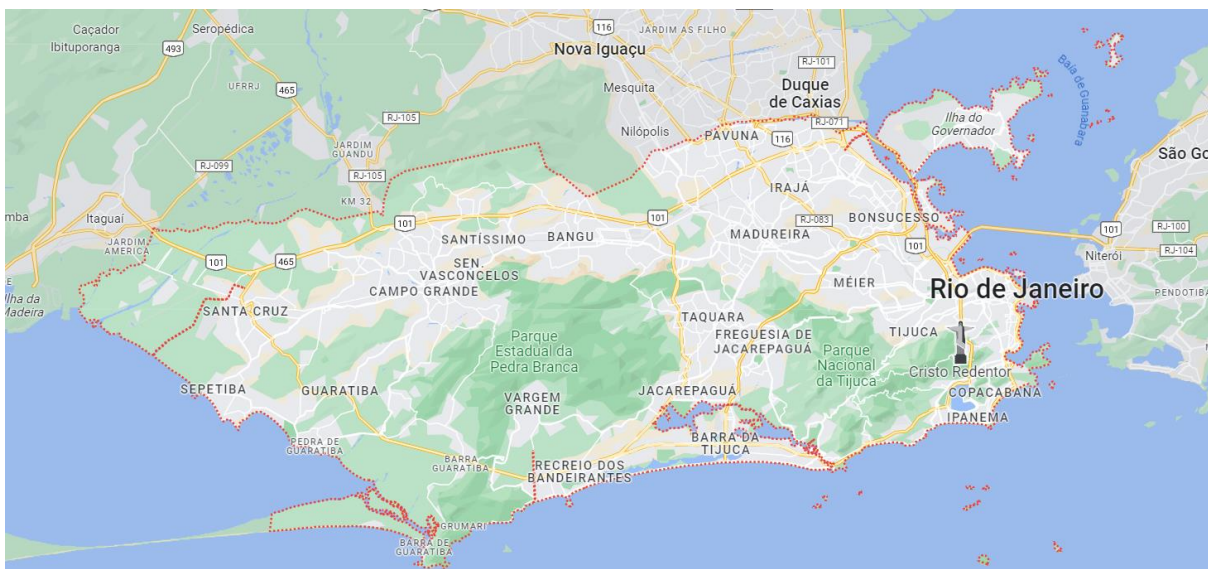 Caçador
Ibituporanga
Seropédica
493
116
JARDIM AS FILHO
Nova Iguaçu
RJ-101
UFRRJ
465
Mesquita
Duque
de Caxias
Baía de Guanabara
RJ-105
Nilópolis
PAVUNA
RJ-071
116
Ilha do
Governador
JARDIM
GUANDU
São Go
RJ-099
RJ-105
KM 32
IRAJÁ
mba
Itaguaí
101
101
RJ-083
BONSUCESSO
RJ-100
JARDIM
AMERICA
SANTÍSSIMO
BANGU
MADUREIRA
101
101
RJ-104
Niterói
101
465
SEN.
VASCONCELOS
MÉIER
Rio de Janeiro
CAMPO GRANDE
PENDOTIBA
Ilha da
Madeira
SANTA CRUZ
TAQUARA
Parque
Estadual da
Pedra Branca
FREGUESIA DE
JACAREPAGUÁ
TIJUCA
Parque
Nacional
da Tijuca
Cristo Redentor
SEPETIBA
GUARATIBA
VARGEM
GRANDE
JACAREPAGUÁ
COPACABANA
IPANEMA
PEDRA DE
GUARATIBA
BARRA DA
TIJUCA
BARRA
GUARATIBA
RECREIO DOS
BANDEIRANTES
GRUMARI
BARRA DE
GUARATIBA